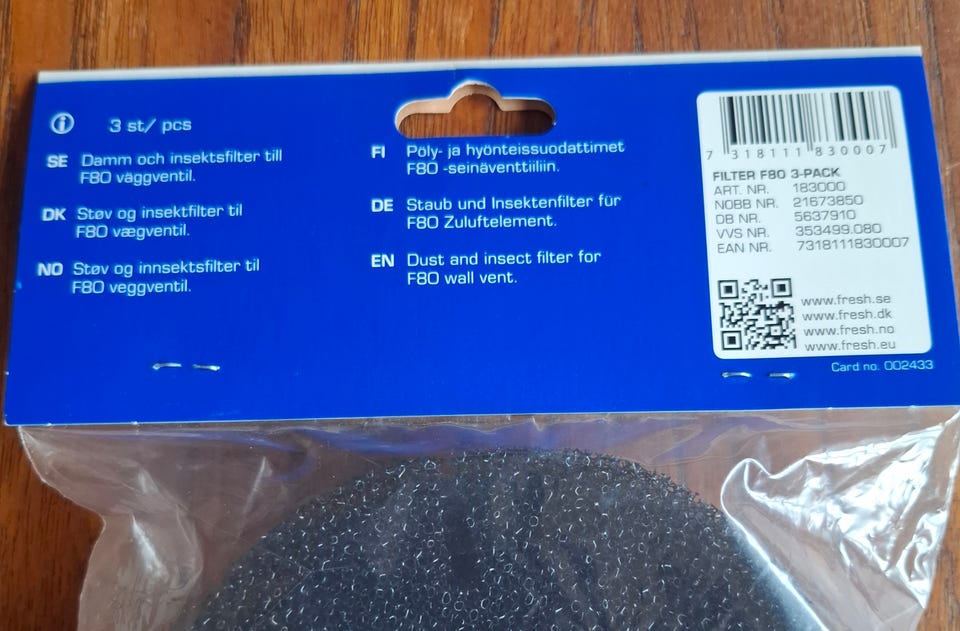 3 st/ pcs
SE Damm och insektsfilter till
F80 väggventil.
DK Støv og insektfilter til
F80 vægventil.
NO Støv og innsektsfilter til
F80 veggventil.
FI Pöly- ja hyönteissuodattimet
F80 -seinäventtiiliin.
DE Staub und Insektenfilter für
F80 Zuluftelement.
EN Dust and insect filter for
F80 wall vent.
7 318111 830007
FILTER F80 3-PACK
ART. NR. 183000
NOBB NR. 21673850
DB NR. 5637910
VVS NR. 353499.080
EAN NR. 7318111830007
www.fresh.se
www.fresh.dk
www.fresh.no
www.fresh.eu
Card no. 002433